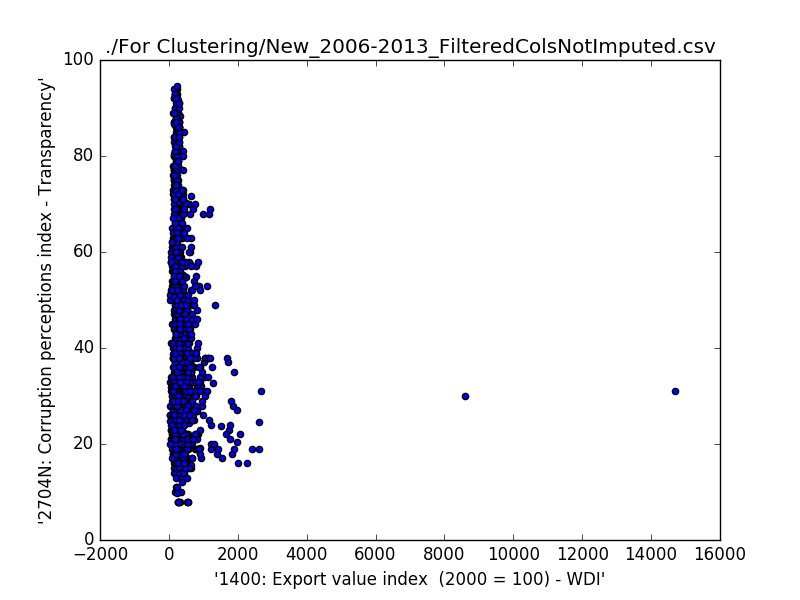 ./For Clustering/New_2006-2013_FilteredColsNotImputed.csv
'2704N: Corruption perceptions index - Transparency'
100
80
60
40
20
0
−2000 0 2000 4000 6000 8000 10000 12000 14000 16000
'1400: Export value index  (2000 = 100) - WDI'